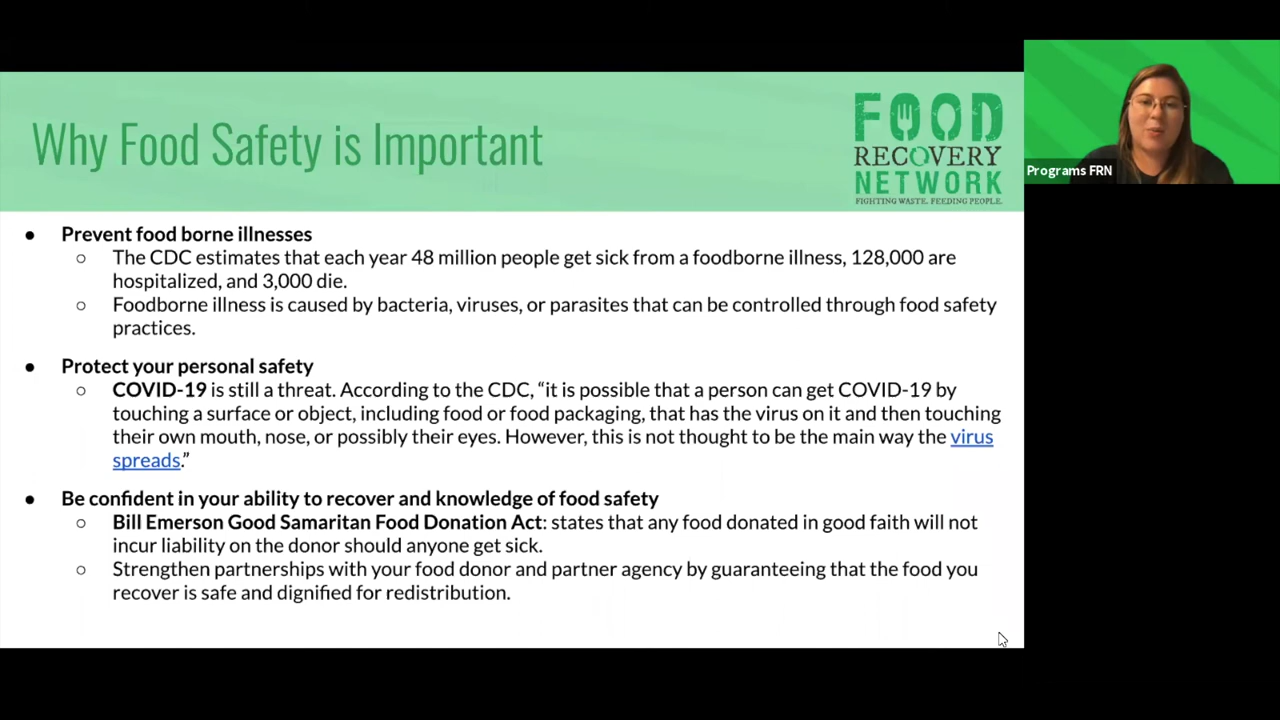 Why Food Safety is Important
FOOD
RECOVERY
NETWORK
FIGHTING WASTE. FEEDING PEOPLE.
Programs FRN
● Prevent food borne illnesses
○ The CDC estimates that each year 48 million people get sick from a foodborne illness, 128,000 are
hospitalized, and 3,000 die.
○ Foodborne illness is caused by bacteria, viruses, or parasites that can be controlled through food safety
practices.
● Protect your personal safety
○ COVID-19 is still a threat. According to the CDC, “it is possible that a person can get COVID-19 by
touching a surface or object, including food or food packaging, that has the virus on it and then touching
their own mouth, nose, or possibly their eyes. However, this is not thought to be the main way the virus
spreads.”
● Be confident in your ability to recover and knowledge of food safety
○ Bill Emerson Good Samaritan Food Donation Act: states that any food donated in good faith will not
incur liability on the donor should anyone get sick.
○ Strengthen partnerships with your food donor and partner agency by guaranteeing that the food you
recover is safe and dignified for redistribution.